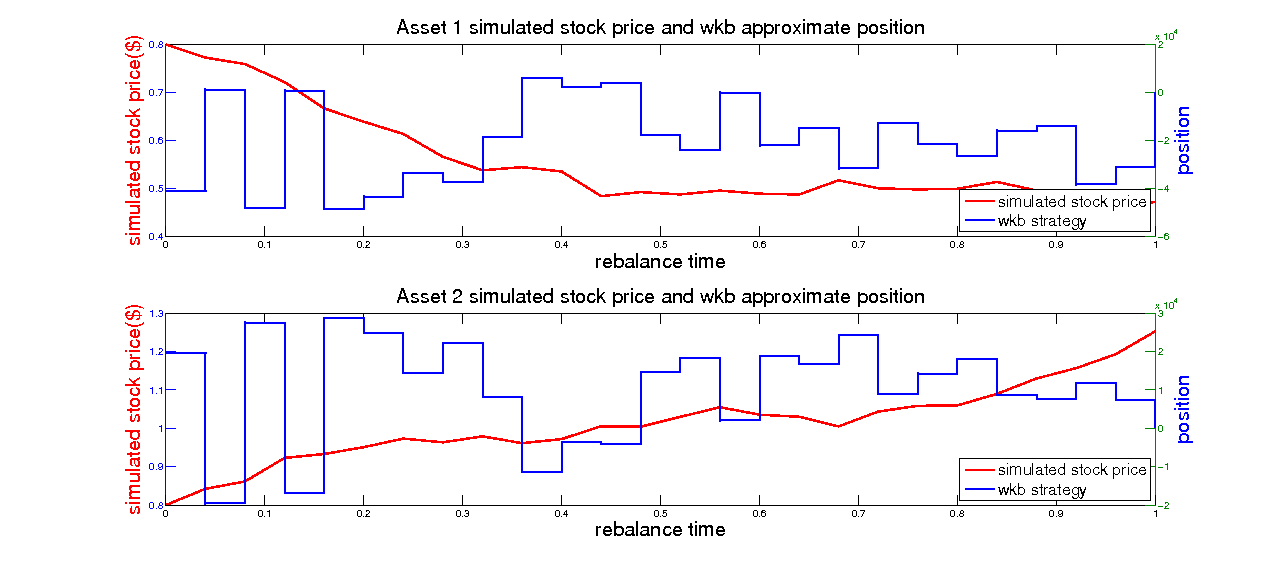 Asset 1 simulated stock price and wkb approximate position
x 10^4
0.8
0.7
0.6
0.5
0.4
simulated stock price($)
2
0
-2
-4
-6
position
simulated stock price
wkb strategy
0 0.1 0.2 0.3 0.4 0.5 0.6 0.7 0.8 0.9 1
rebalance time
Asset 2 simulated stock price and wkb approximate position
x 10^4
1.3
1.2
1.1
1
0.9
0.8
simulated stock price($)
3
2
1
0
-1
-2
position
simulated stock price
wkb strategy
0 0.1 0.2 0.3 0.4 0.5 0.6 0.7 0.8 0.9 1
rebalance time